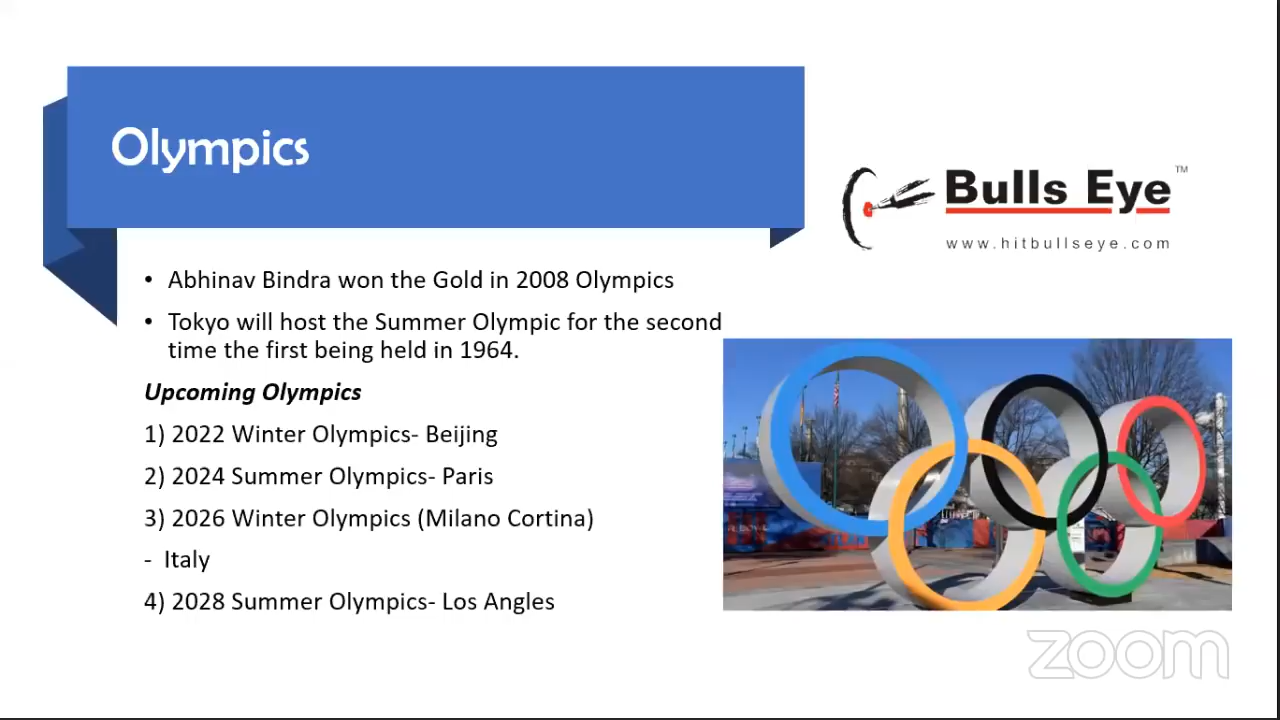 Olympics
Bulls Eye™
www.hitbullseye.com
• Abhinav Bindra won the Gold in 2008 Olympics
• Tokyo will host the Summer Olympic for the second
time the first being held in 1964.
Upcoming Olympics
1) 2022 Winter Olympics- Beijing
2) 2024 Summer Olympics- Paris
3) 2026 Winter Olympics (Milano Cortina)
- Italy
4) 2028 Summer Olympics- Los Angles
zoom